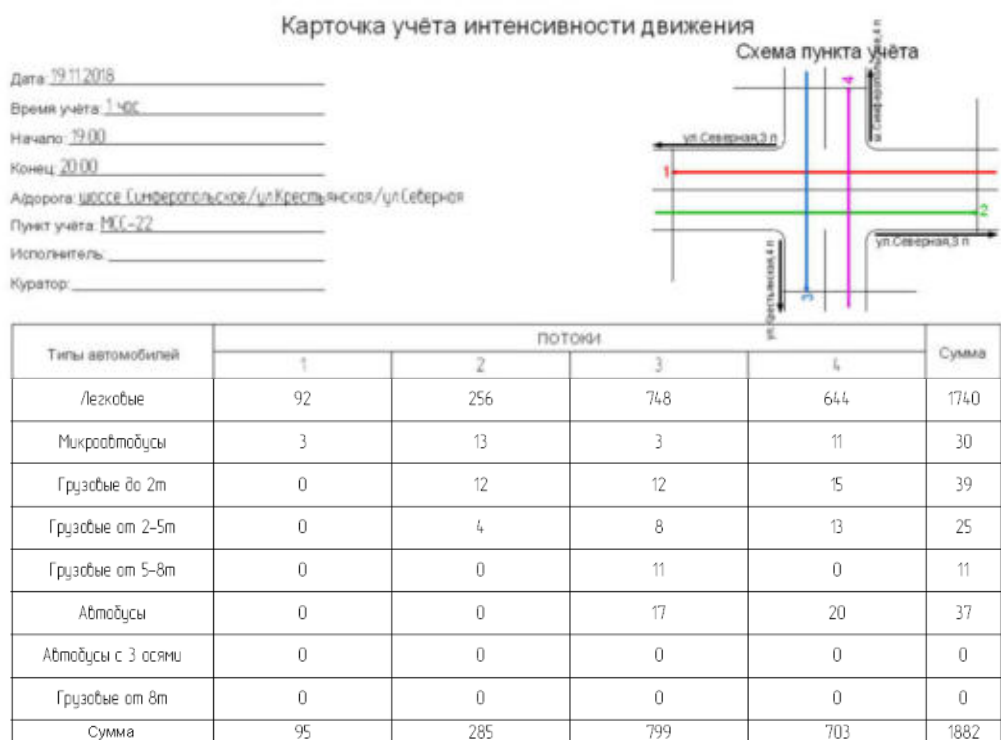 Карточка учёта интенсивности движения
Схема пункта учёта
Дата: 19.11.2018
Время учёта: 1 час
Начало: 19:00
Конец: 20:00
А/дорога: шоссе Симферопольское/ул.Крестьянская/ул.Северная
Пункт учёта: МСС-22
Исполнитель:
Куратор:
4
ш.Симферопольское,4 п
ул.Северная,3 п
1
2
ул.Северная,3 п
3
ул.Крестьянская,4 п
Типы автомобилей ПОТОКИ Сумма
1 2 3 4
Легковые 92 256 748 644 1740
Микроавтобусы 3 13 3 11 30
Грузовые до 2т 0 12 12 15 39
Грузовые от 2-5т 0 4 8 13 25
Грузовые от 5-8т 0 0 11 0 11
Автобусы 0 0 17 20 37
Автобусы с 3 осями 0 0 0 0 0
Грузовые от 8т 0 0 0 0 0
Сумма 95 285 799 703 1882